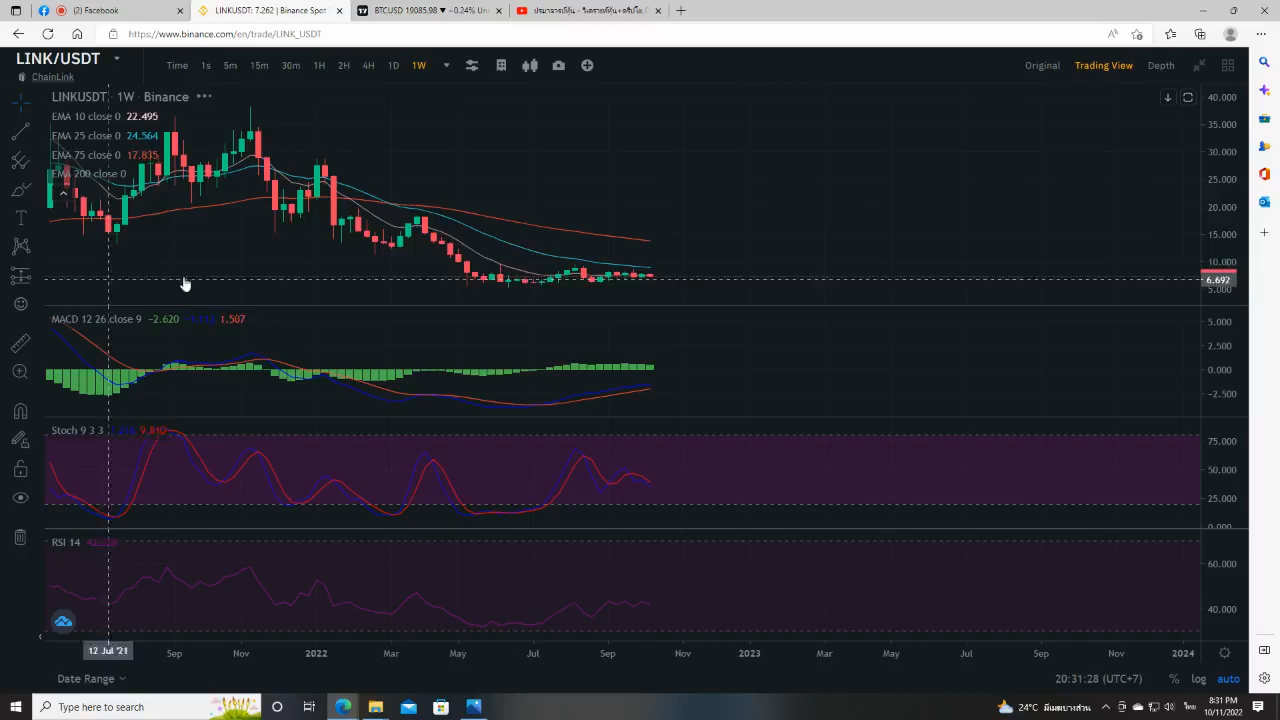 (2) Facebook
LINKUSDT: 7.262 | Binance Spot
BTCUSD 19085.98 ▼ −0.24% Unn
https://www.binance.com/en/trade/LINK_USDT
LINK/USDT
ChainLink
Time 1s 5m 15m 30m 1H 2H 4H 1D 1W
Original Trading View Depth
LINKUSDT · 1W · Binance
EMA 10 close 0 22.495
EMA 25 close 0 24.564
EMA 75 close 0 17.835
EMA 200 close 0
40.000
35.000
30.000
25.000
20.000
15.000
10.000
6.692
5.000
MACD 12 26 close 9 −2.620 1.507
5.000
2.500
0.000
−2.500
Stoch 9 3 3 9.810
75.000
50.000
25.000
0.000
RSI 14
60.000
40.000
12 Jul '21 Sep Nov 2022 Mar May Jul Sep Nov 2023 Mar May Jul Sep Nov 2024
Date Range
20:31:28 (UTC+7) % log auto
Type here to search
24°C
8:31 PM
10/11/2022